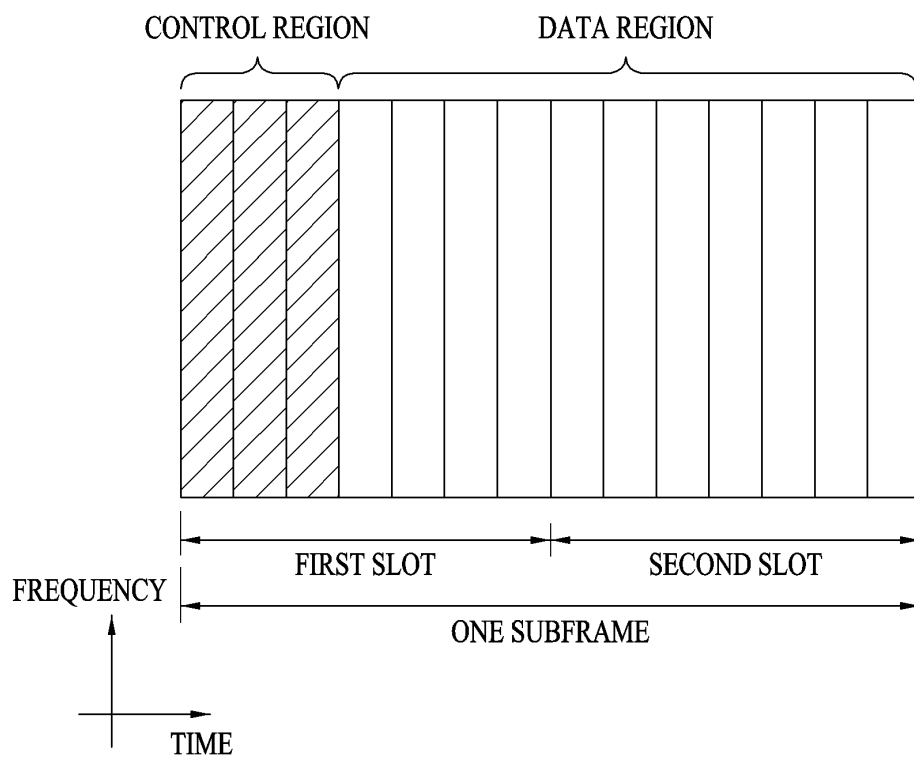 CONTROL REGION
DATA REGION
FIRST SLOT
SECOND SLOT
FREQUENCY
ONE SUBFRAME
TIME